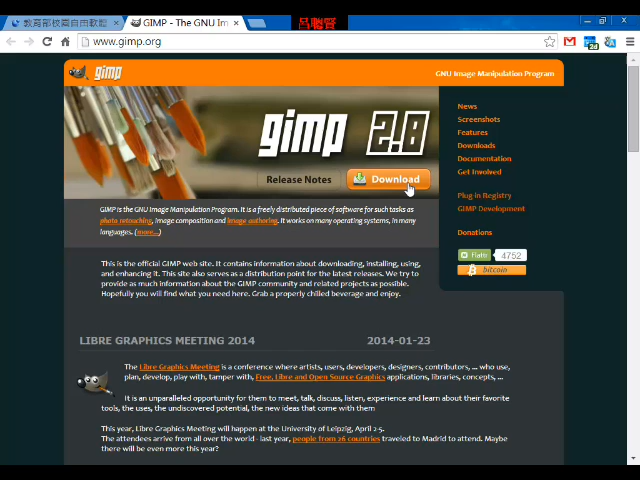 教育部校園自由軟體
GIMP - The GNU Im
呂聰賢
www.gimp.org
2d
gimp
GNU Image Manipulation Program
gimp 2.8
Release Notes
Download
News
Screenshots
Features
Downloads
Documentation
Get Involved
Plug-in Registry
GIMP Development
Donations
Flattr 4752
bitcoin
GIMP is the GNU Image Manipulation Program. It is a freely distributed piece of software for such tasks as
photo retouching, image composition and image authoring. It works on many operating systems, in many
languages. (more...)
This is the official GIMP web site. It contains information about downloading, installing, using,
and enhancing it. This site also serves as a distribution point for the latest releases. We try to
provide as much information about the GIMP community and related projects as possible.
Hopefully you will find what you need here. Grab a properly chilled beverage and enjoy.
LIBRE GRAPHICS MEETING 2014 2014-01-23
The Libre Graphics Meeting is a conference where artists, users, developers, designers, contributors, ... who use,
plan, develop, play with, tamper with, Free, Libre and Open Source Graphics applications, libraries, concepts, ...
It is an unparalleled opportunity for them to meet, talk, discuss, listen, experience and learn about their favorite
tools, the uses, the undiscovered potential, the new ideas that come with them
This year, Libre Graphics Meeting will happen at the University of Leipzig, April 2-5.
The attendees arrive from all over the world - last year, people from 26 countries traveled to Madrid to attend. Maybe
there will be even more this year?